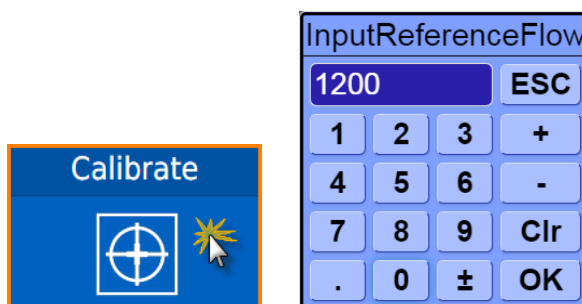 Calibrate
InputReferenceFlow
1200 ESC
1 2 3 +
4 5 6 -
7 8 9 Clr
. 0 ± OK